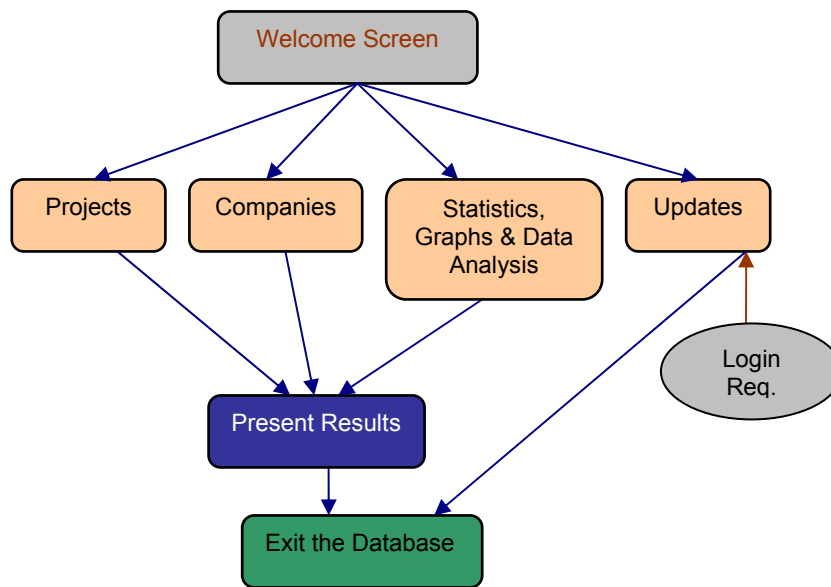 Welcome Screen
Projects
Companies
Statistics,
Graphs & Data
Analysis
Updates
Login
Req.
Present Results
Exit the Database